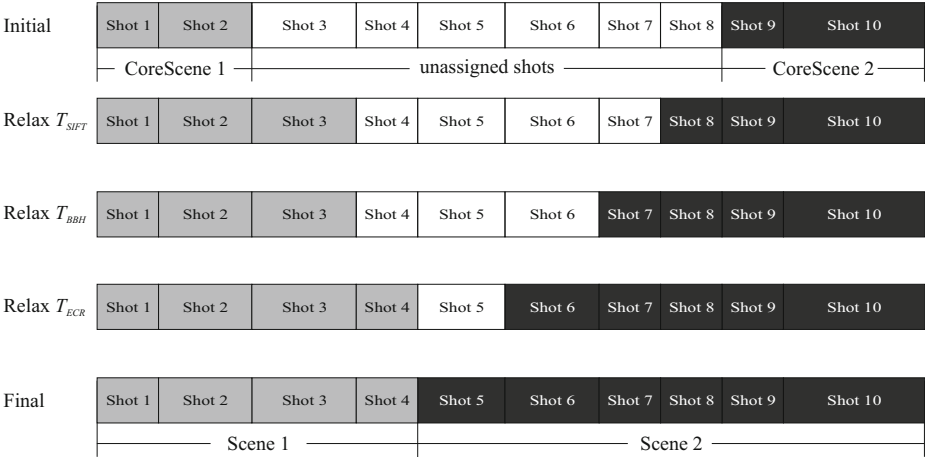 Initial Shot 1 Shot 2 Shot 3 Shot 4 Shot 5 Shot 6 Shot 7 Shot 8 Shot 9 Shot 10
CoreScene 1 unassigned shots CoreScene 2
Relax T_SIFT Shot 1 Shot 2 Shot 3 Shot 4 Shot 5 Shot 6 Shot 7 Shot 8 Shot 9 Shot 10
Relax T_BBH Shot 1 Shot 2 Shot 3 Shot 4 Shot 5 Shot 6 Shot 7 Shot 8 Shot 9 Shot 10
Relax T_ECR Shot 1 Shot 2 Shot 3 Shot 4 Shot 5 Shot 6 Shot 7 Shot 8 Shot 9 Shot 10
Final Shot 1 Shot 2 Shot 3 Shot 4 Shot 5 Shot 6 Shot 7 Shot 8 Shot 9 Shot 10
Scene 1 Scene 2